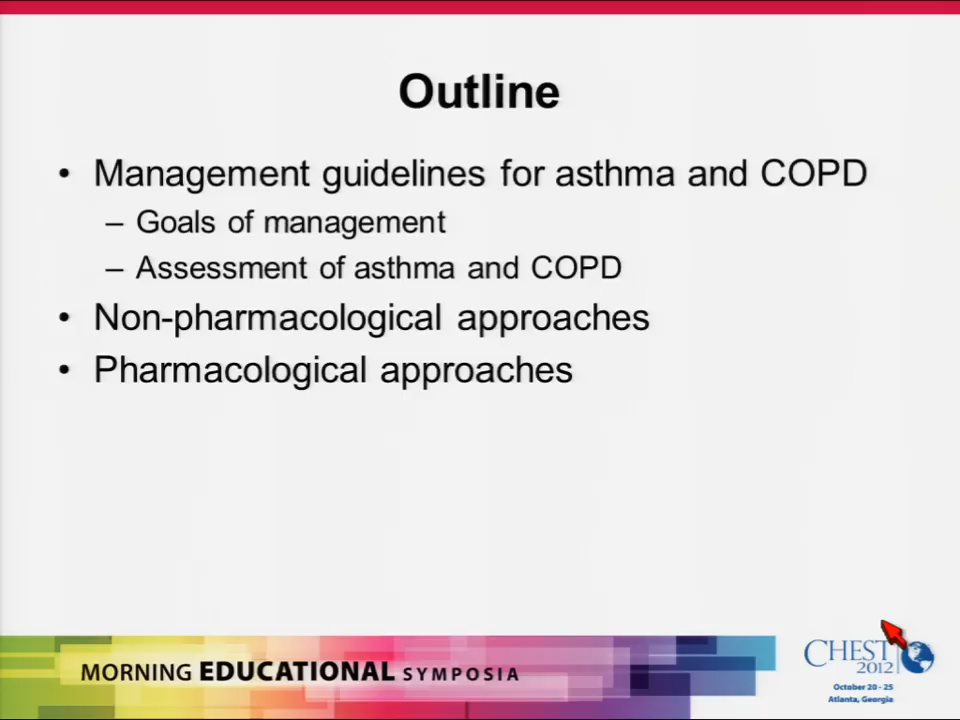 Outline
• Management guidelines for asthma and COPD
– Goals of management
– Assessment of asthma and COPD
• Non-pharmacological approaches
• Pharmacological approaches
MORNING EDUCATIONAL SYMPOSIA
CHEST
2012
October 20 - 25
Atlanta, Georgia